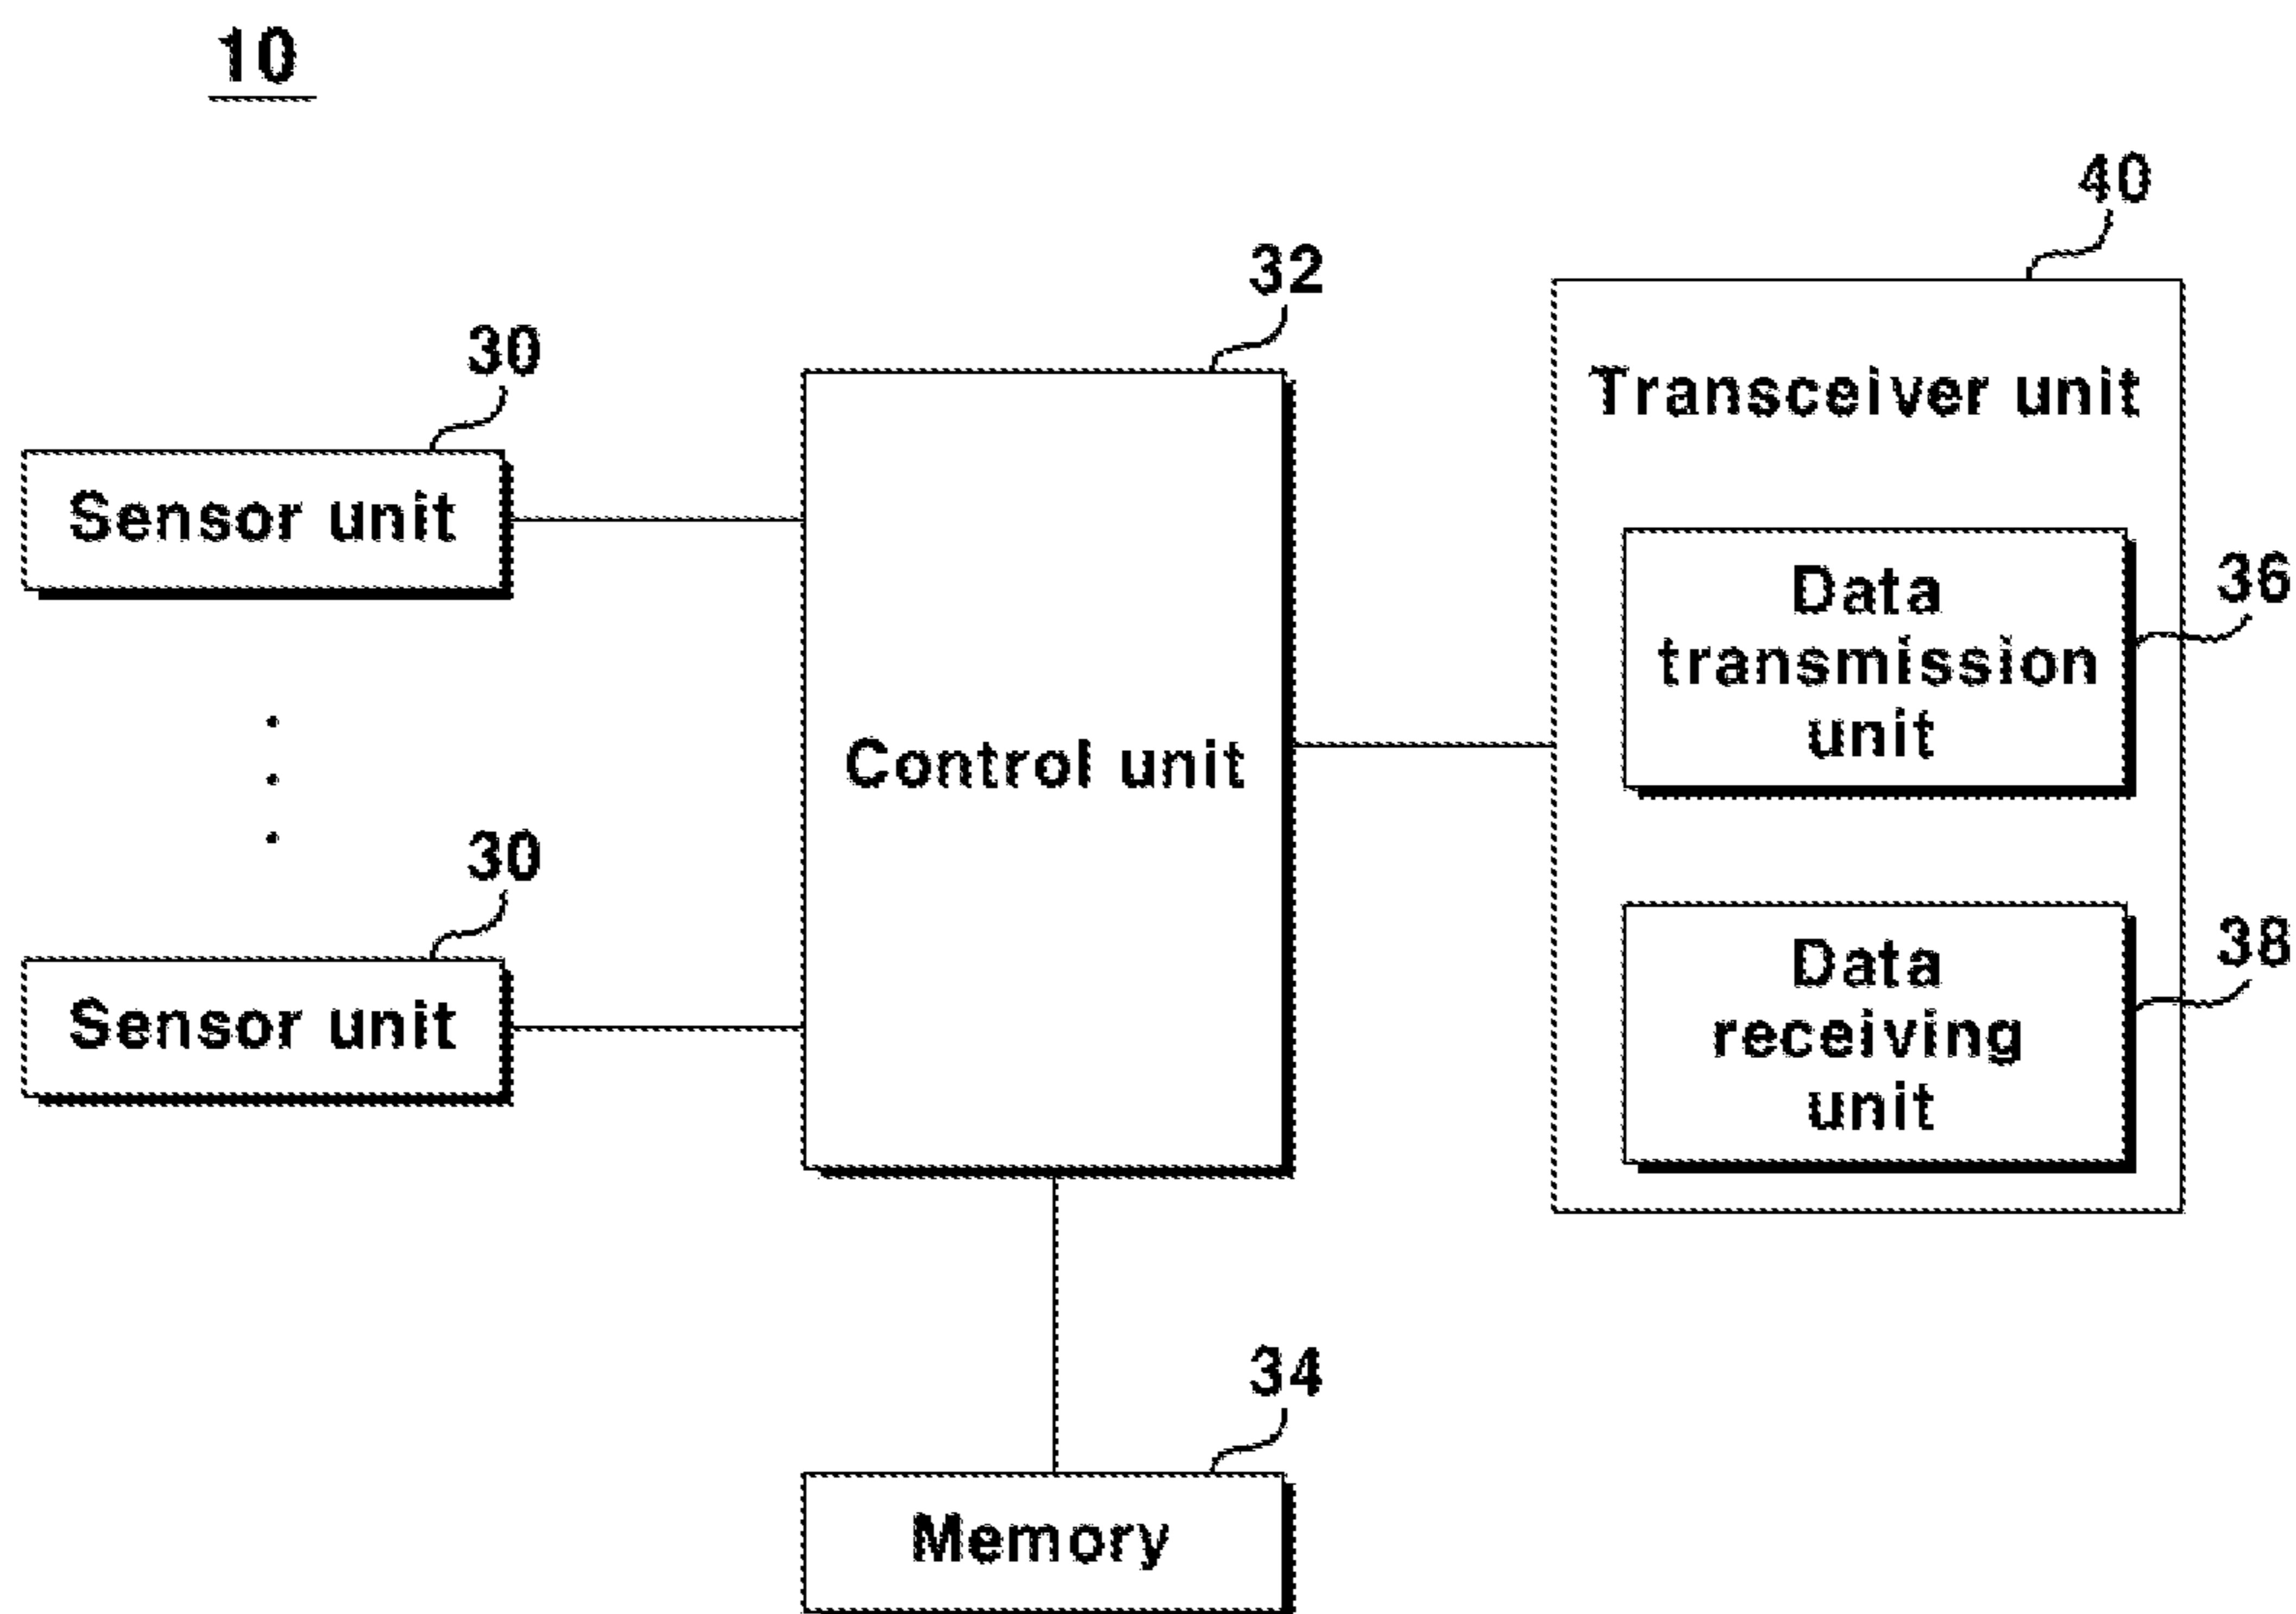 10
40
32
30
Transceiver unit
Sensor unit
36
Data
transmission
unit
Control unit
30
38
Data
receiving
unit
Sensor unit
34
Memory